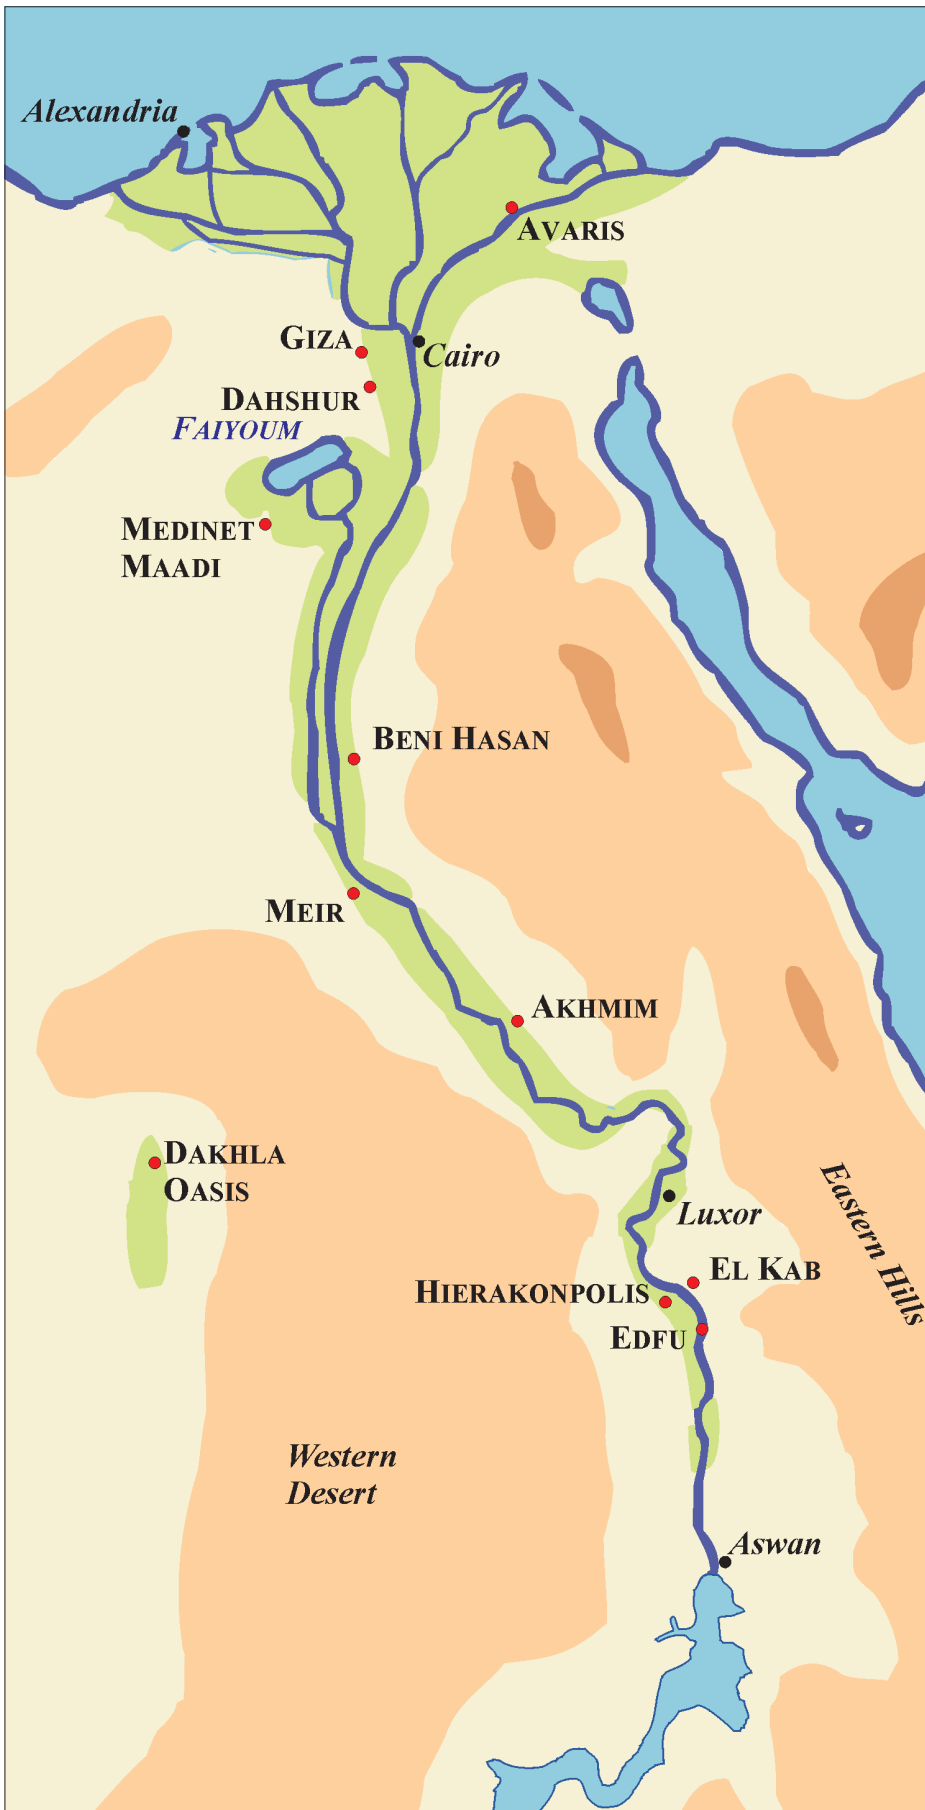 Alexandria
AVARIS
GIZA
Cairo
DAHSHUR
FAIYOUM
MEDINET
MAADI
BENI HASAN
MEIR
AKHMIM
DAKHLA
OASIS
Luxor
Eastern Hills
EL KAB
HIERAKONPOLIS
EDFU
Western
Desert
Aswan